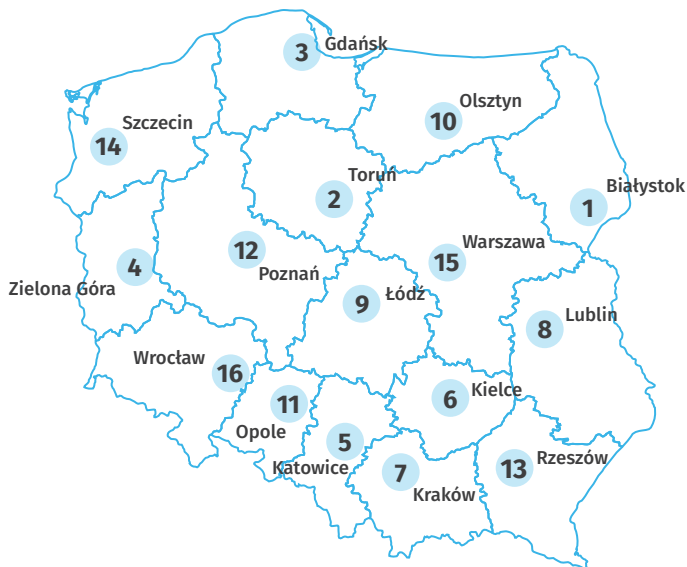 Gdańsk
3
Olsztyn
10
Szczecin
14
Toruń
2
Białystok
1
Warszawa
15
12
Poznań
4
Zielona Góra
Łódź
9
Lublin
8
Wrocław
16
11
Opole
Kielce
6
5
Katowice
7
Kraków
Rzeszów
13